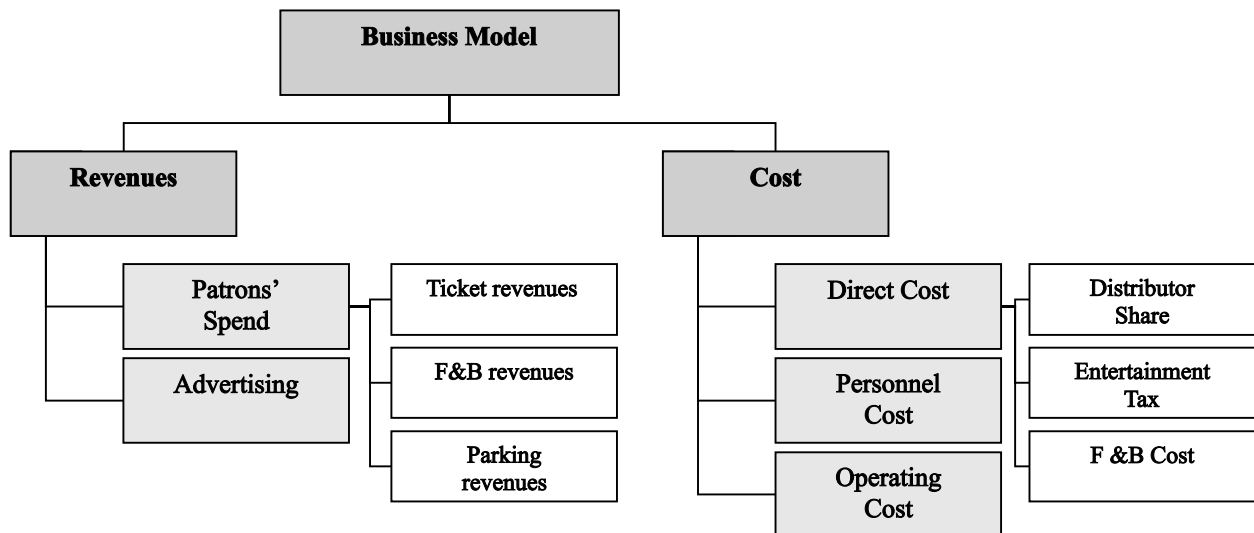 Business Model
Revenues
Cost
Patrons’
Spend
Ticket revenues
F&B revenues
Parking
revenues
Advertising
Direct Cost
Distributor
Share
Entertainment
Tax
F &B Cost
Personnel
Cost
Operating
Cost